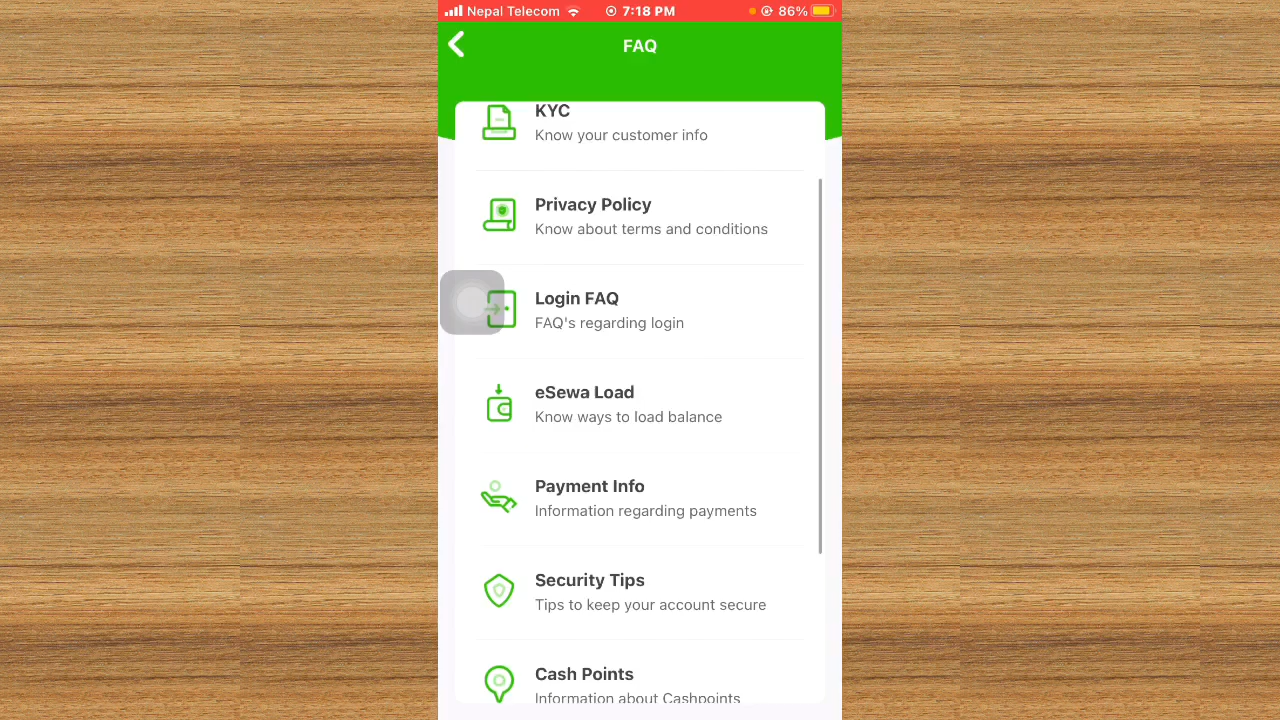 Nepal Telecom 7:18 PM 86%
FAQ
KYC
Know your customer info
Privacy Policy
Know about terms and conditions
Login FAQ
FAQ's regarding login
eSewa Load
Know ways to load balance
Payment Info
Information regarding payments
Security Tips
Tips to keep your account secure
Cash Points
Information about Cashpoints